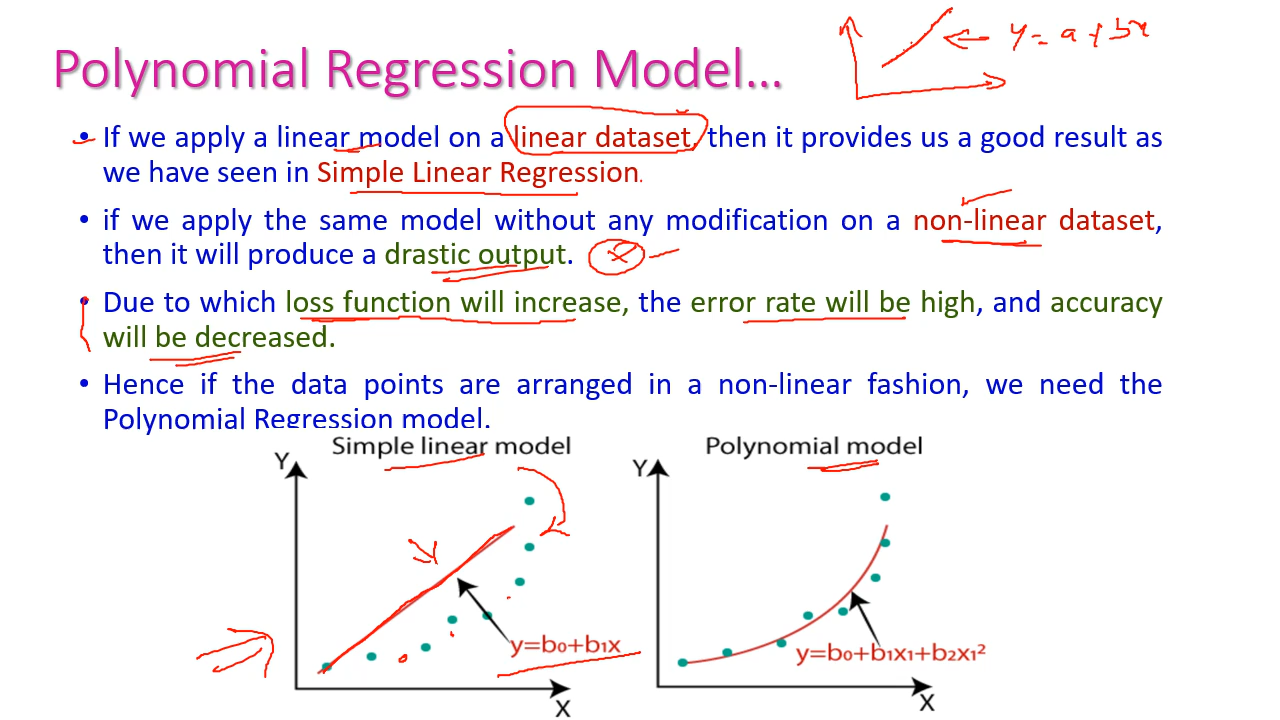 y = a + bx
Polynomial Regression Model...
• If we apply a linear model on a linear dataset, then it provides us a good result as
we have seen in Simple Linear Regression.
• if we apply the same model without any modification on a non-linear dataset,
then it will produce a drastic output.
• Due to which loss function will increase, the error rate will be high, and accuracy
will be decreased.
• Hence if the data points are arranged in a non-linear fashion, we need the
Polynomial Regression model.
Simple linear model
Y
y=b₀+b₁x
X
Polynomial model
Y
y=b₀+b₁x₁+b₂x₁²
X